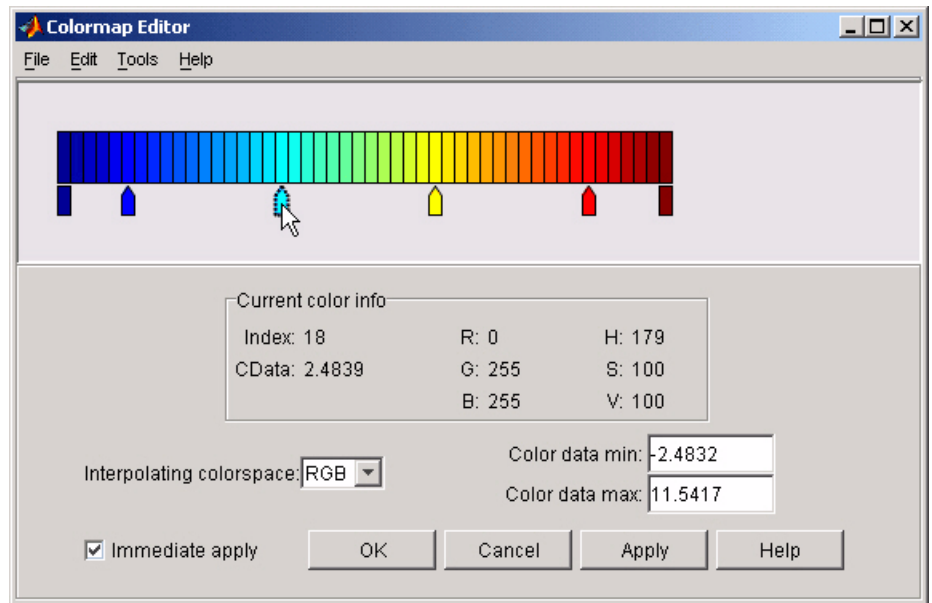 Colormap Editor
File Edit Tools Help
Current color info
Index: 18 R: 0 H: 179
CData: 2.4839 G: 255 S: 100
B: 255 V: 100
Interpolating colorspace: RGB
Color data min: -2.4832
Color data max: 11.5417
Immediate apply OK Cancel Apply Help